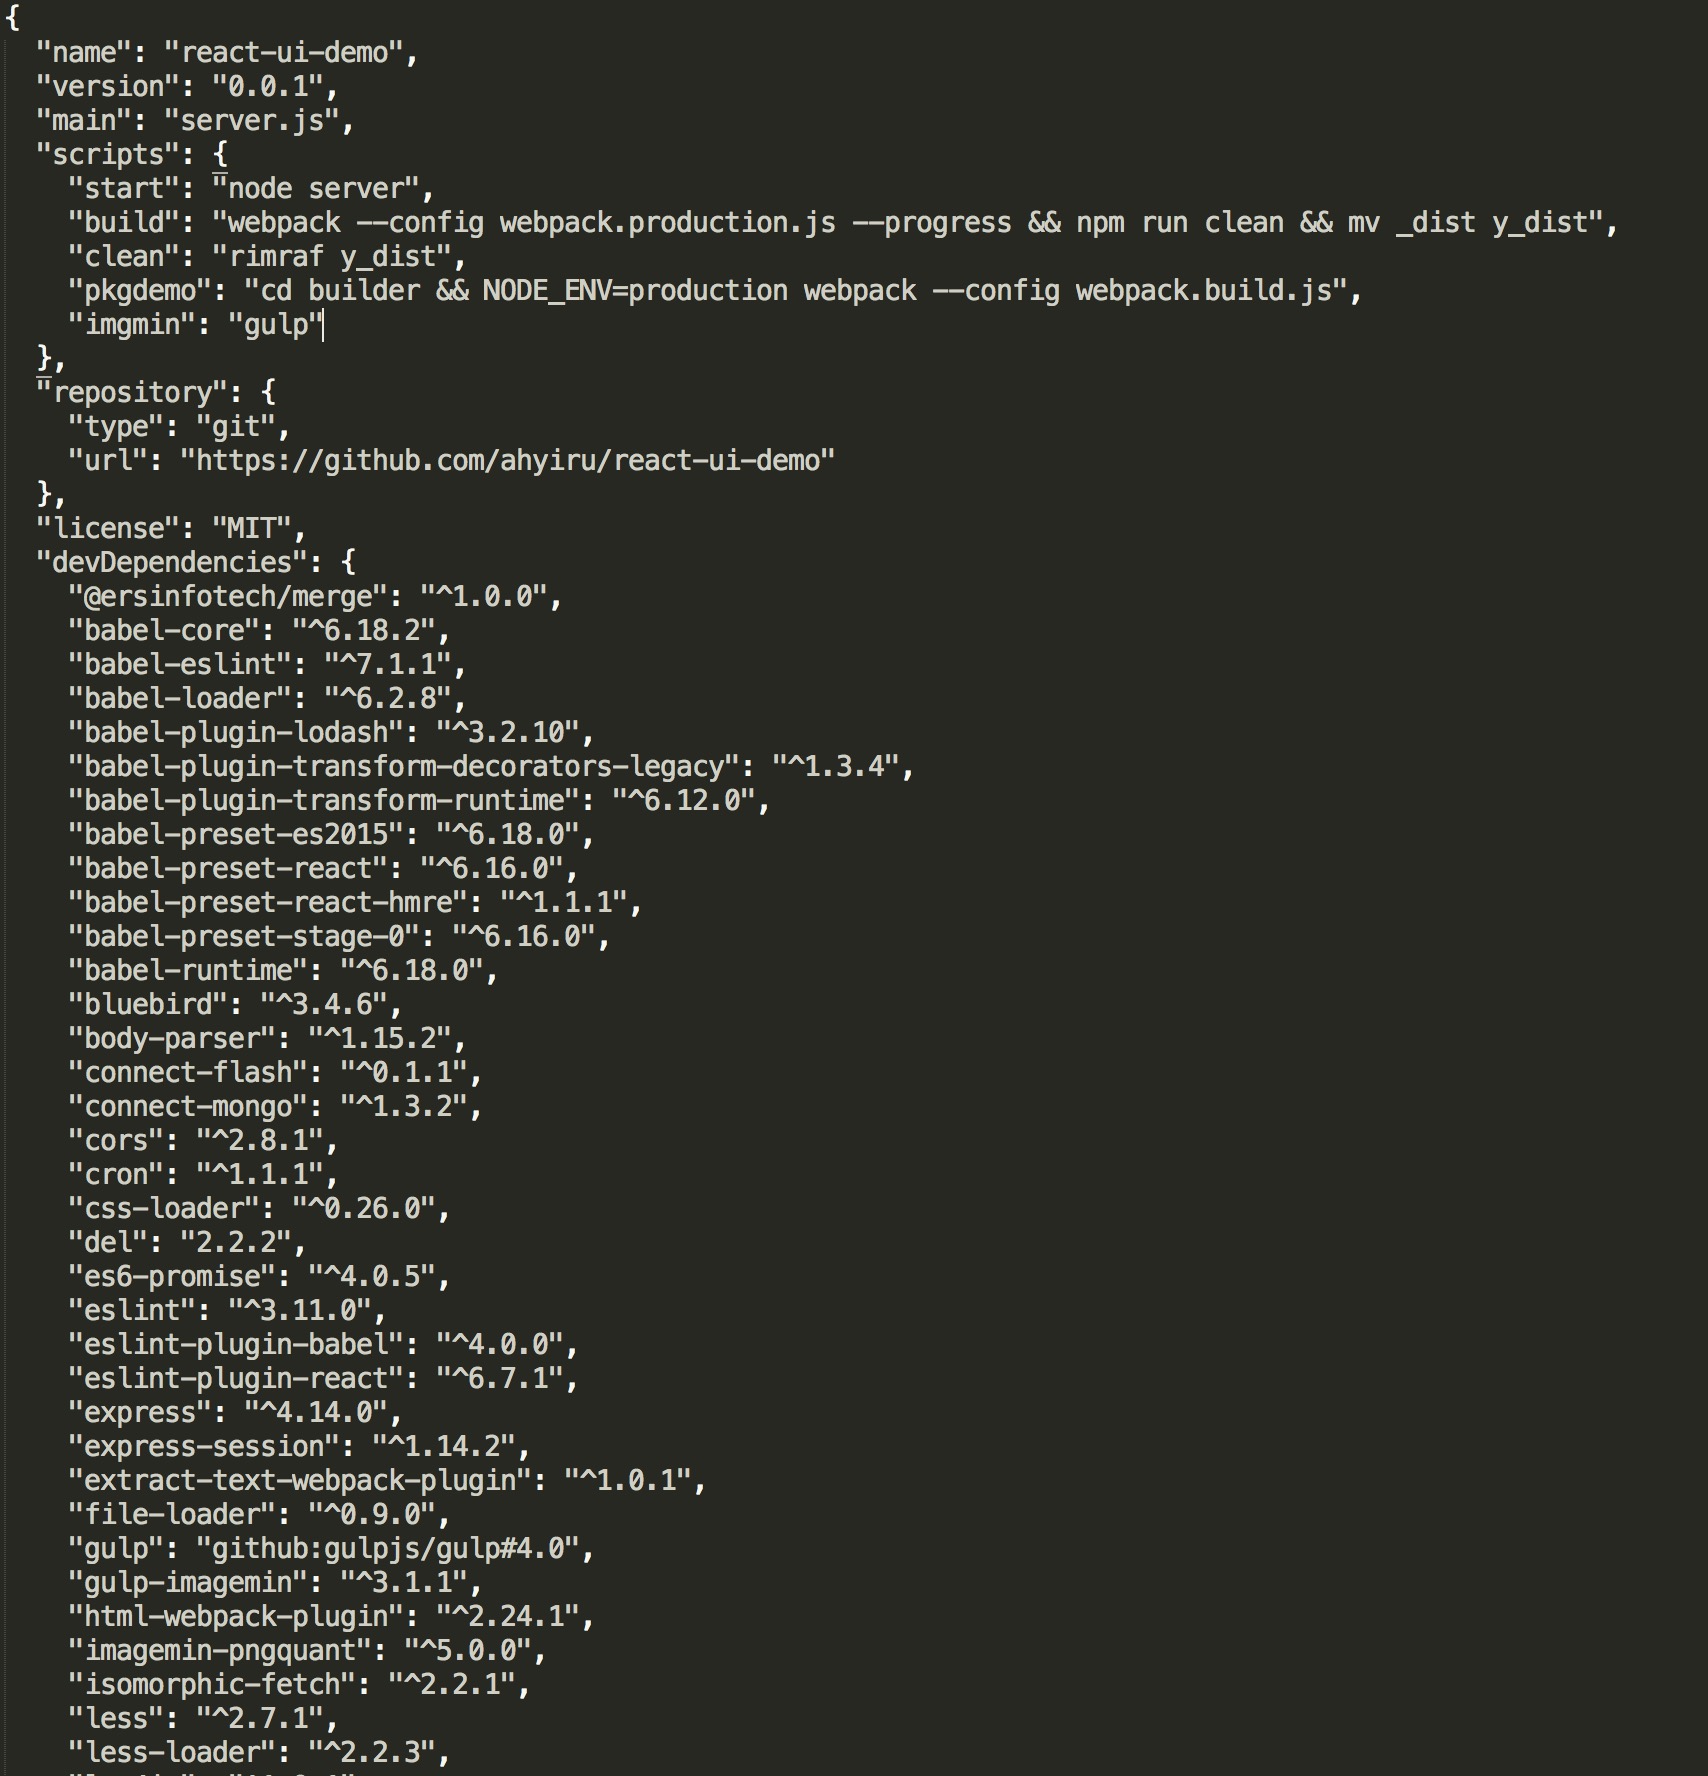 {
"name": "react-ui-demo",
"version": "0.0.1",
"main": "server.js",
"scripts": {
"start": "node server",
"build": "webpack --config webpack.production.js --progress && npm run clean && mv _dist y_dist",
"clean": "rimraf y_dist",
"pkgdemo": "cd builder && NODE_ENV=production webpack --config webpack.build.js",
"imgmin": "gulp"
},
"repository": {
"type": "git",
"url": "https://github.com/ahyiru/react-ui-demo"
},
"license": "MIT",
"devDependencies": {
"@ersinfotech/merge": "^1.0.0",
"babel-core": "^6.18.2",
"babel-eslint": "^7.1.1",
"babel-loader": "^6.2.8",
"babel-plugin-lodash": "^3.2.10",
"babel-plugin-transform-decorators-legacy": "^1.3.4",
"babel-plugin-transform-runtime": "^6.12.0",
"babel-preset-es2015": "^6.18.0",
"babel-preset-react": "^6.16.0",
"babel-preset-react-hmre": "^1.1.1",
"babel-preset-stage-0": "^6.16.0",
"babel-runtime": "^6.18.0",
"bluebird": "^3.4.6",
"body-parser": "^1.15.2",
"connect-flash": "^0.1.1",
"connect-mongo": "^1.3.2",
"cors": "^2.8.1",
"cron": "^1.1.1",
"css-loader": "^0.26.0",
"del": "2.2.2",
"es6-promise": "^4.0.5",
"eslint": "^3.11.0",
"eslint-plugin-babel": "^4.0.0",
"eslint-plugin-react": "^6.7.1",
"express": "^4.14.0",
"express-session": "^1.14.2",
"extract-text-webpack-plugin": "^1.0.1",
"file-loader": "^0.9.0",
"gulp": "github:gulpjs/gulp#4.0",
"gulp-imagemin": "^3.1.1",
"html-webpack-plugin": "^2.24.1",
"imagemin-pngquant": "^5.0.0",
"isomorphic-fetch": "^2.2.1",
"less": "^2.7.1",
"less-loader": "^2.2.3",